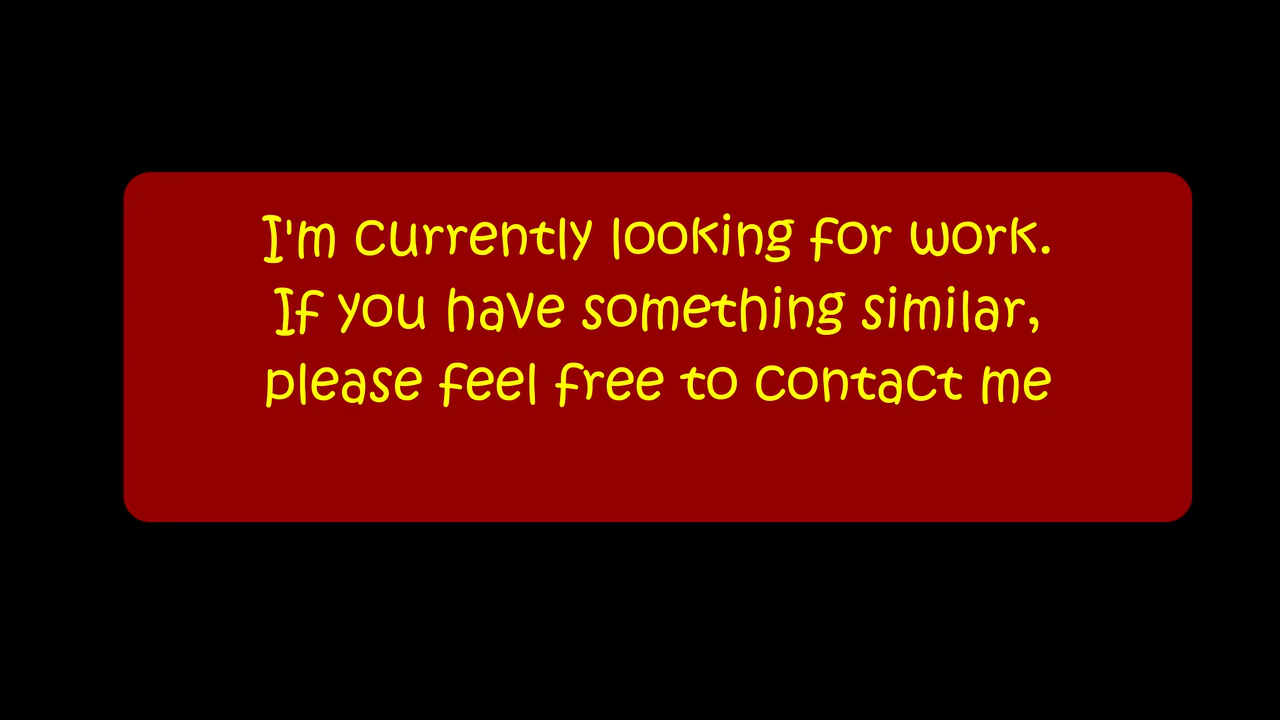 I'm currently looking for work.
If you have something similar,
please feel free to contact me